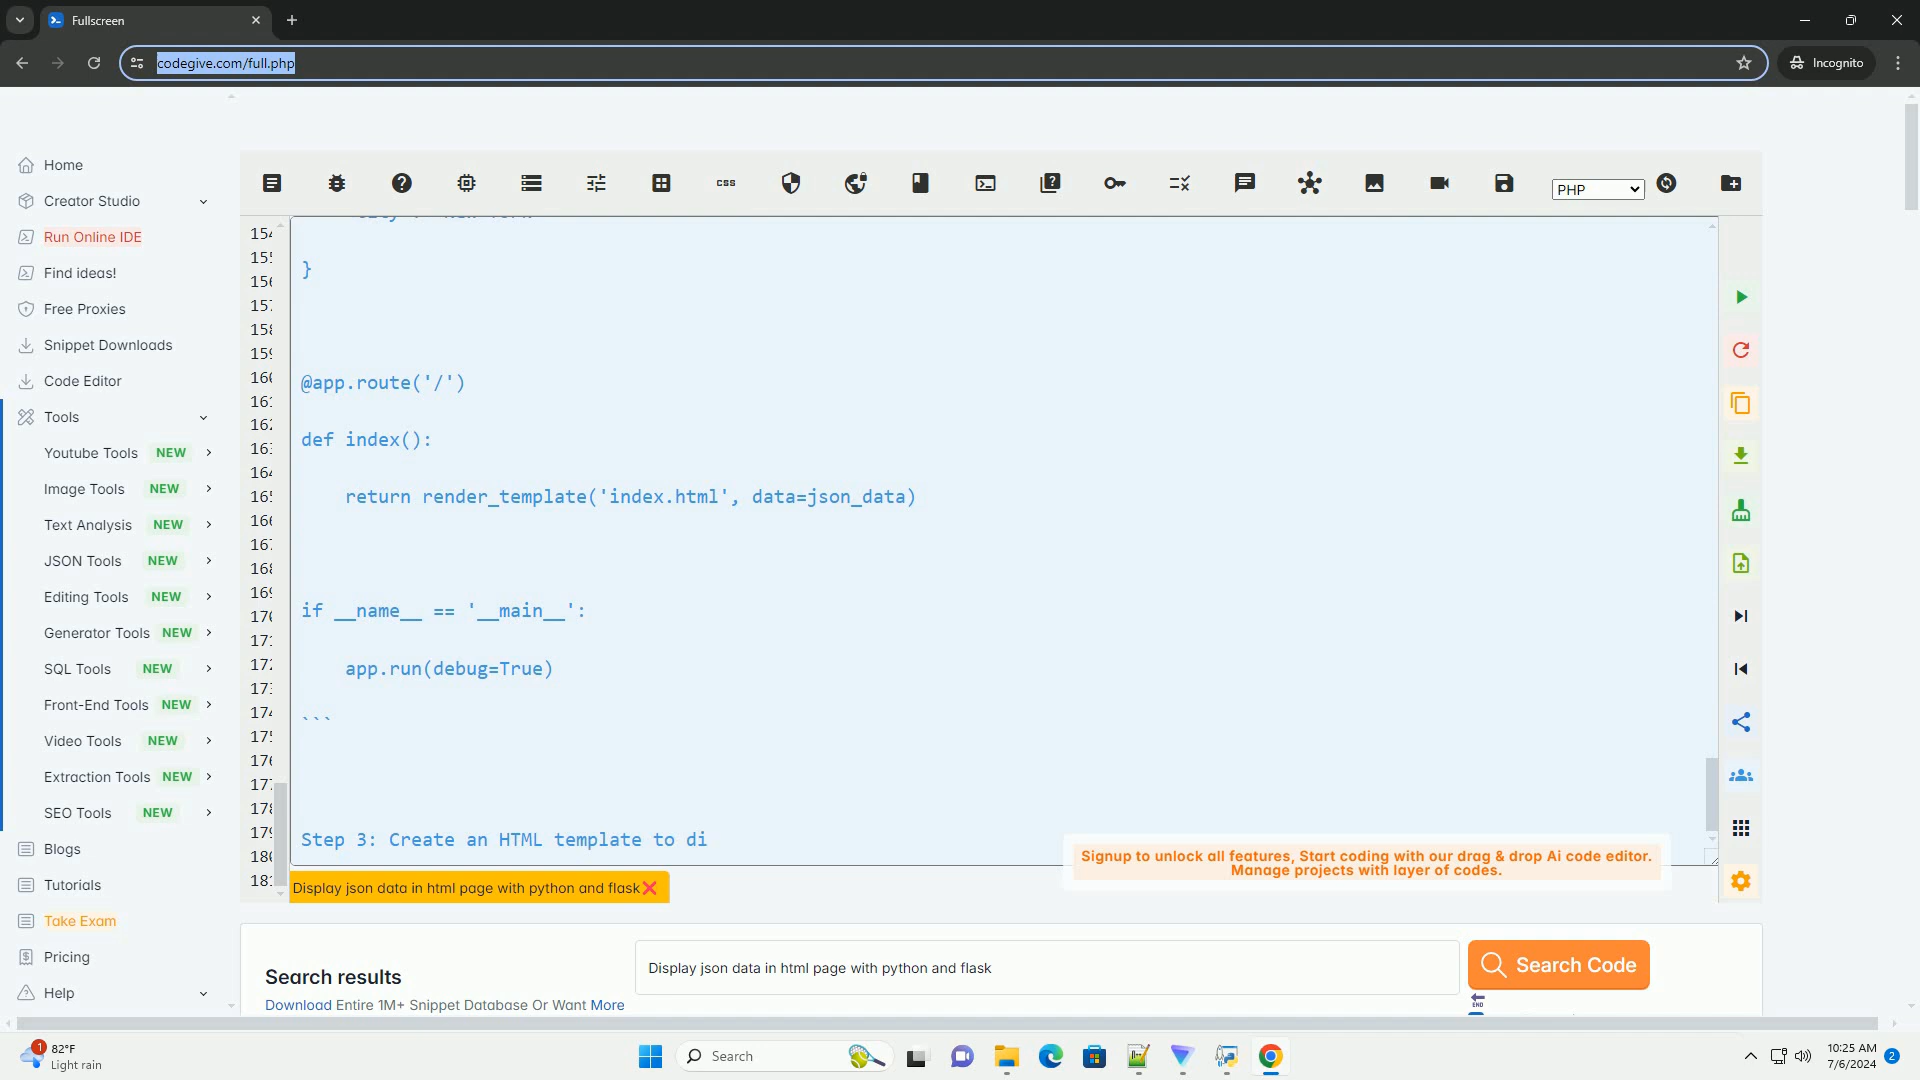 Fullscreen
codegive.com/full.php
Incognito
Home
Creator Studio
Run Online IDE
Find ideas!
Free Proxies
Snippet Downloads
Code Editor
Tools
Youtube Tools NEW
Image Tools NEW
Text Analysis NEW
JSON Tools NEW
Editing Tools NEW
Generator Tools NEW
SQL Tools NEW
Front-End Tools NEW
Video Tools NEW
Extraction Tools NEW
SEO Tools NEW
Blogs
Tutorials
Take Exam
Pricing
Help
css
PHP
}
@app.route('/')
def index():
return render_template('index.html', data=json_data)
if __name__ == '__main__':
app.run(debug=True)
```
Step 3: Create an HTML template to di
Signup to unlock all features, Start coding with our drag & drop Ai code editor.
Manage projects with layer of codes.
Display json data in html page with python and flask
Search results
Download Entire 1M+ Snippet Database Or Want More
Display json data in html page with python and flask
Search Code
END
1
82°F
Light rain
Search
10:25 AM
7/6/2024
2